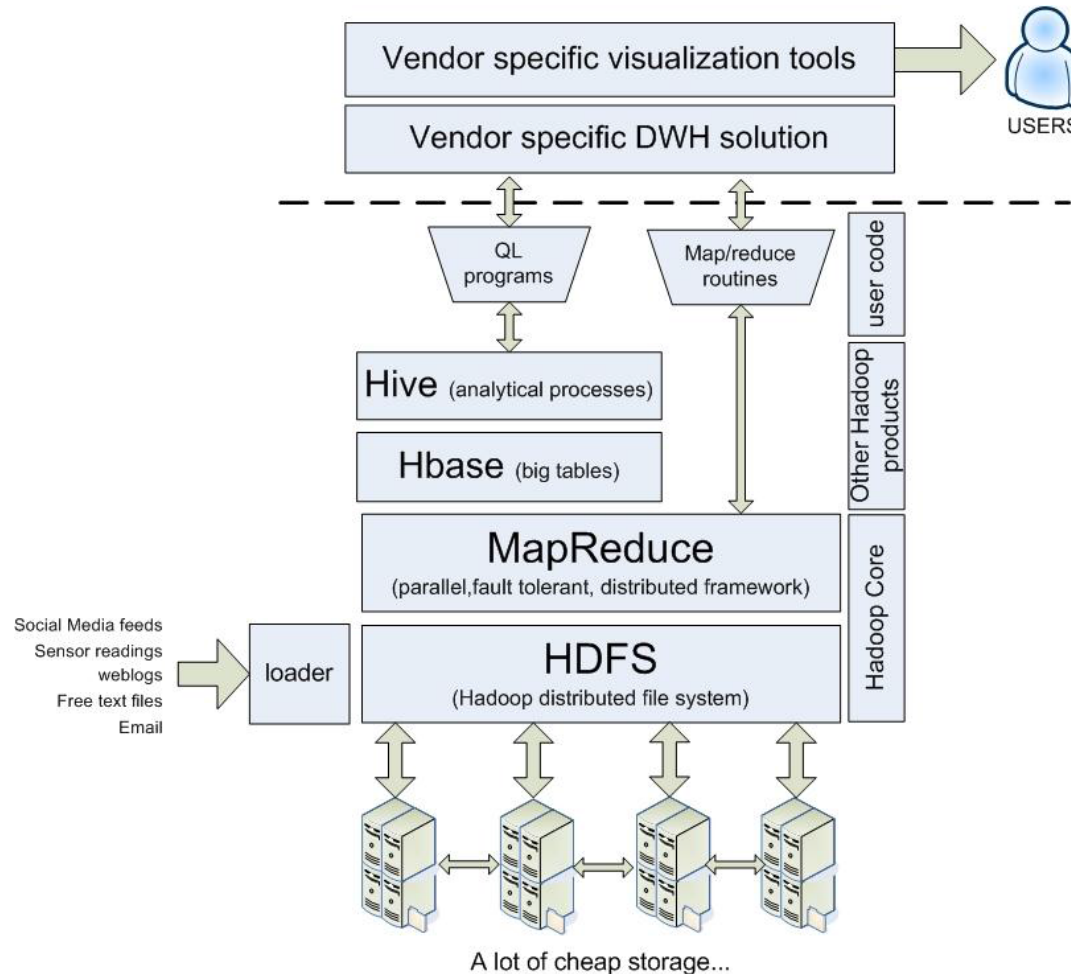 Vendor specific visualization tools
USERS
Vendor specific DWH solution
QL
programs
Map/reduce
routines
user code
Hive (analytical processes)
Other Hadoop
products
Hbase (big tables)
MapReduce
(parallel,fault tolerant, distributed framework)
Hadoop Core
Social Media feeds
Sensor readings
weblogs
Free text files
Email
loader
HDFS
(Hadoop distributed file system)
A lot of cheap storage...